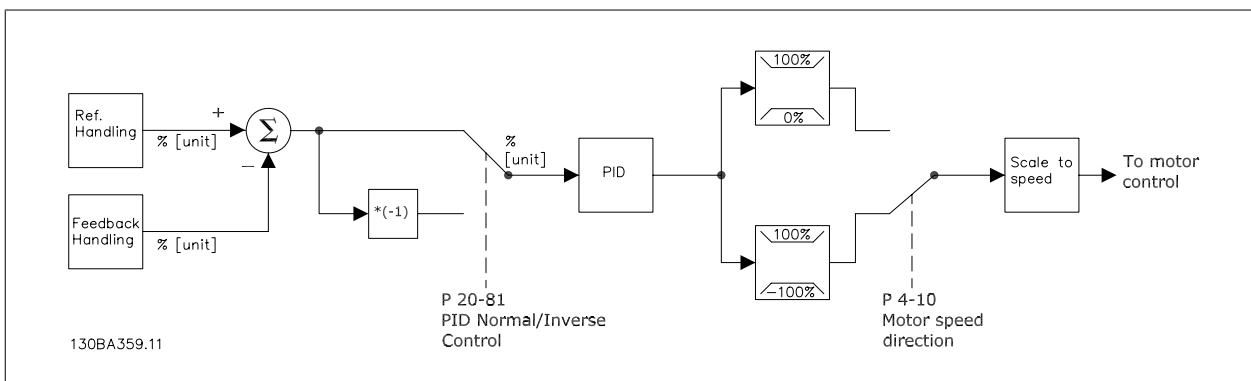 Ref.
Handling
+
% [unit]
Σ
−
Feedback
Handling
% [unit]
*(-1)
%
[unit]
PID
100%
0%
100%
-100%
Scale to
speed
To motor
control
P 20-81
PID Normal/Inverse
Control
P 4-10
Motor speed
direction
130BA359.11